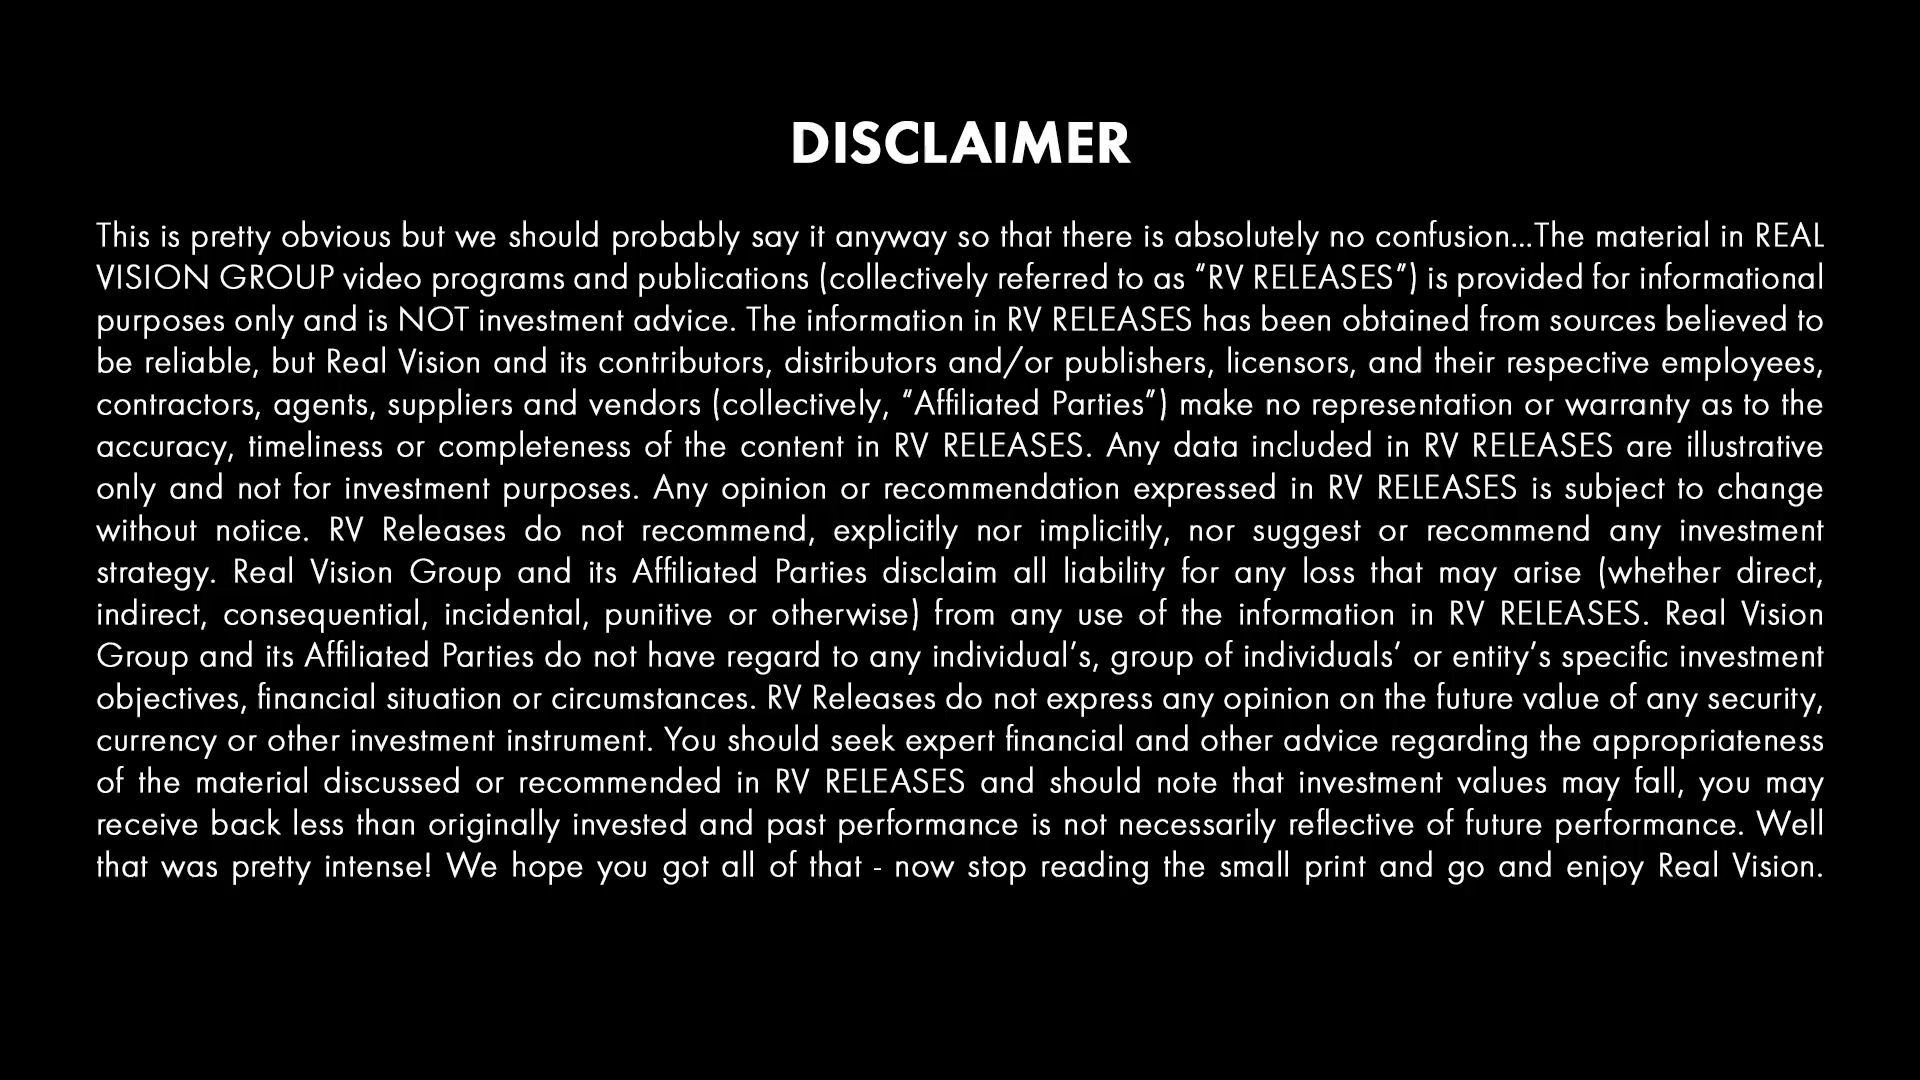 DISCLAIMER
This is pretty obvious but we should probably say it anyway so that there is absolutely no confusion...The material in REAL
VISION GROUP video programs and publications (collectively referred to as “RV RELEASES”) is provided for informational
purposes only and is NOT investment advice. The information in RV RELEASES has been obtained from sources believed to
be reliable, but Real Vision and its contributors, distributors and/or publishers, licensors, and their respective employees,
contractors, agents, suppliers and vendors (collectively, “Affiliated Parties”) make no representation or warranty as to the
accuracy, timeliness or completeness of the content in RV RELEASES. Any data included in RV RELEASES are illustrative
only and not for investment purposes. Any opinion or recommendation expressed in RV RELEASES is subject to change
without notice. RV Releases do not recommend, explicitly nor implicitly, nor suggest or recommend any investment
strategy. Real Vision Group and its Affiliated Parties disclaim all liability for any loss that may arise (whether direct,
indirect, consequential, incidental, punitive or otherwise) from any use of the information in RV RELEASES. Real Vision
Group and its Affiliated Parties do not have regard to any individual’s, group of individuals’ or entity’s specific investment
objectives, financial situation or circumstances. RV Releases do not express any opinion on the future value of any security,
currency or other investment instrument. You should seek expert financial and other advice regarding the appropriateness
of the material discussed or recommended in RV RELEASES and should note that investment values may fall, you may
receive back less than originally invested and past performance is not necessarily reflective of future performance. Well
that was pretty intense! We hope you got all of that - now stop reading the small print and go and enjoy Real Vision.